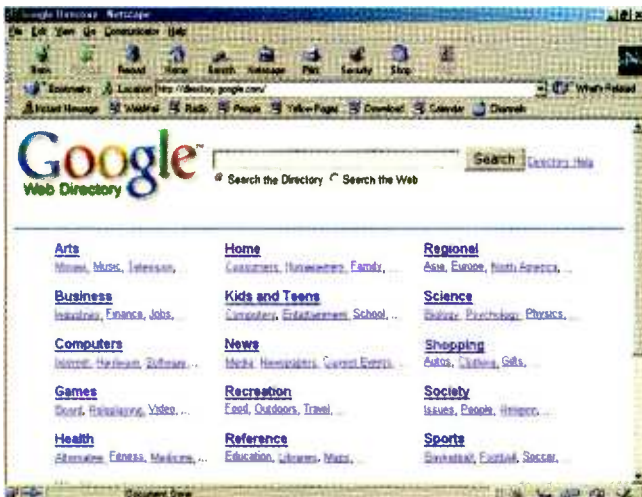 Google Directory - Netscape
File Edit View Go Communicator Help
Reload Home Search Netscape Print Security Shop
Bookmarks Location http://directory.google.com/ What's Related
Instant Message WebMail Radio People Yellow Pages Download Calendar Channels
Google™
Web Directory
Search Directory Help
Search the Directory Search the Web
Arts Home Regional
Movies, Music, Television, Consumers, Homeowners, Family, ... Asia, Europe, North America, ...
Business Kids and Teens Science
Industries, Finance, Jobs, Computers, Entertainment, School, ... Biology, Psychology, Physics, ...
Computers News Shopping
Internet, Hardware, Software, ... Media, Newspapers, Current Events, ... Autos, Clothing, Gifts, ...
Games Recreation Society
Board, Roleplaying, Video, ... Food, Outdoors, Travel, ... Issues, People, Religion, ...
Health Reference Sports
Alternative, Fitness, Medicine, ... Education, Libraries, Maps, ... Basketball, Football, Soccer, ...
Document: Done